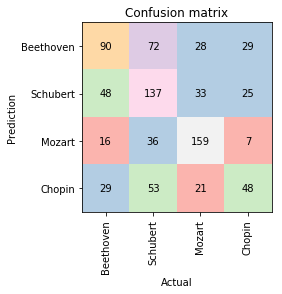 Confusion matrix
Prediction
Beethoven 90 72 28 29
Schubert 48 137 33 25
Mozart 16 36 159 7
Chopin 29 53 21 48
Beethoven Schubert Mozart Chopin
Actual